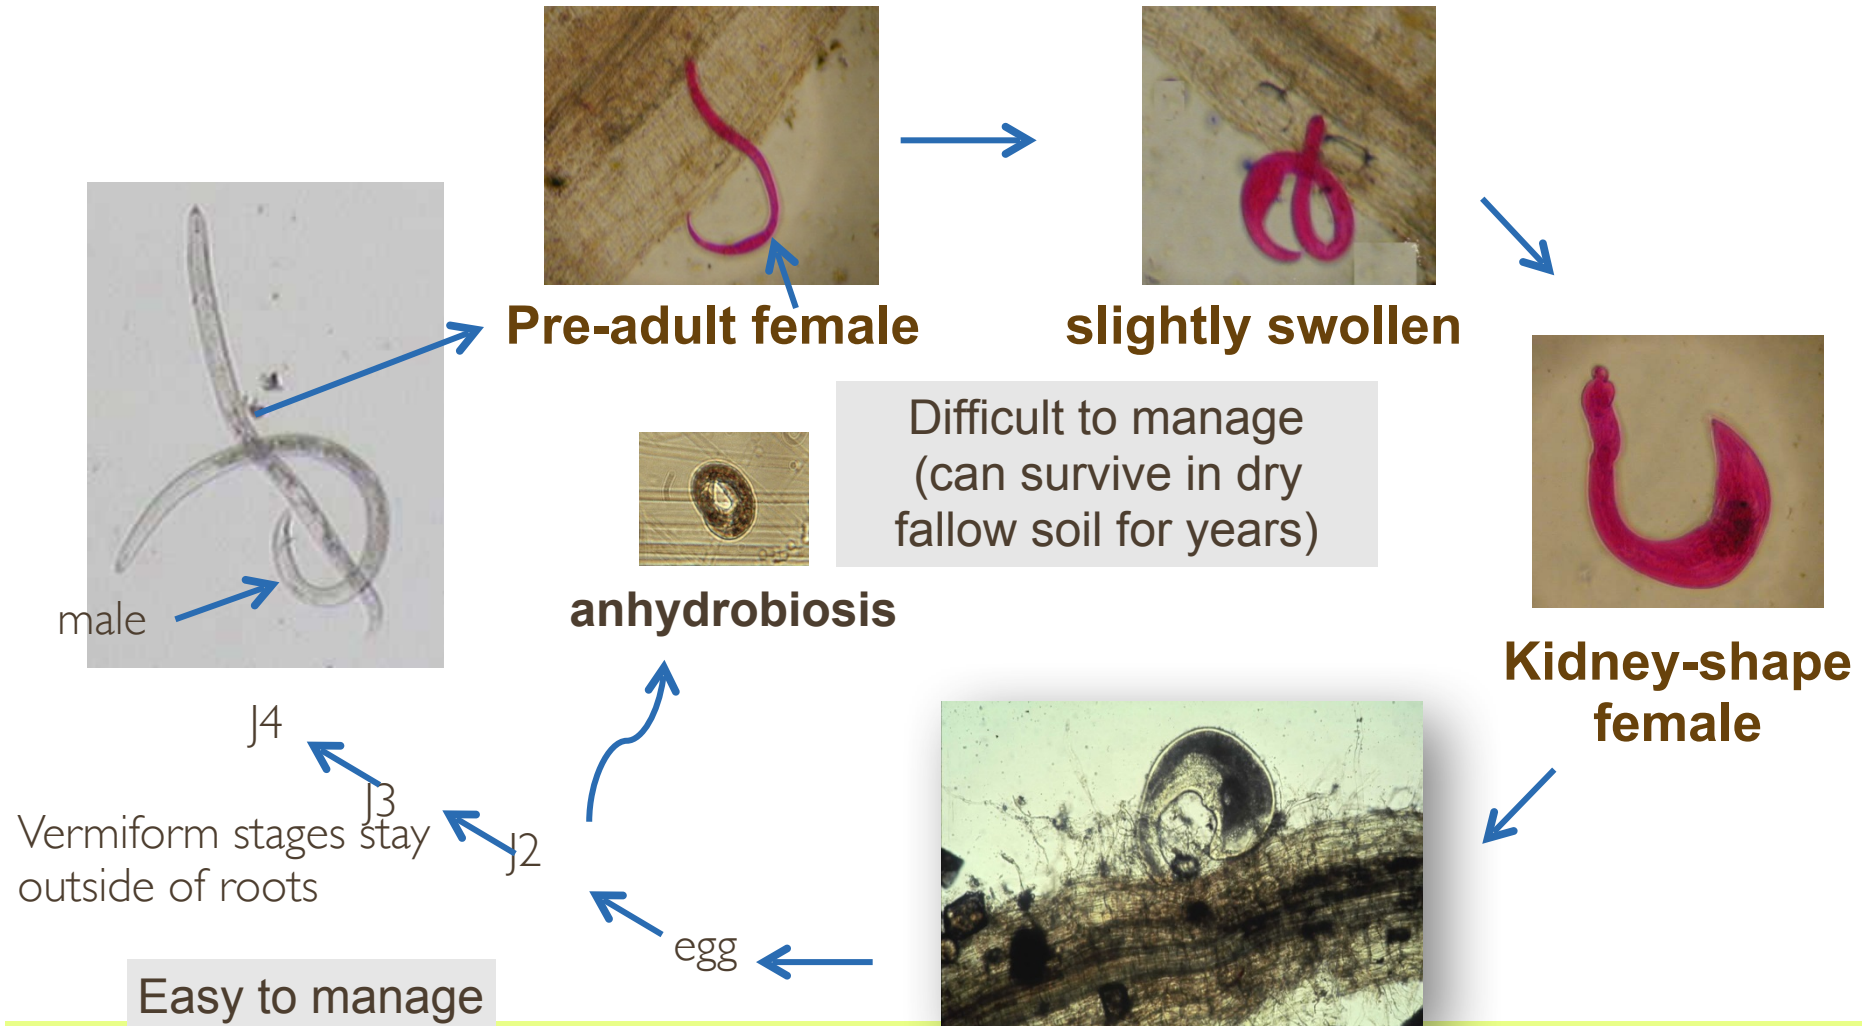 Pre-adult female
slightly swollen
Difficult to manage
(can survive in dry
fallow soil for years)
anhydrobiosis
male
Kidney-shape
female
J4
J3
Vermiform stages stay
outside of roots
J2
egg
Easy to manage